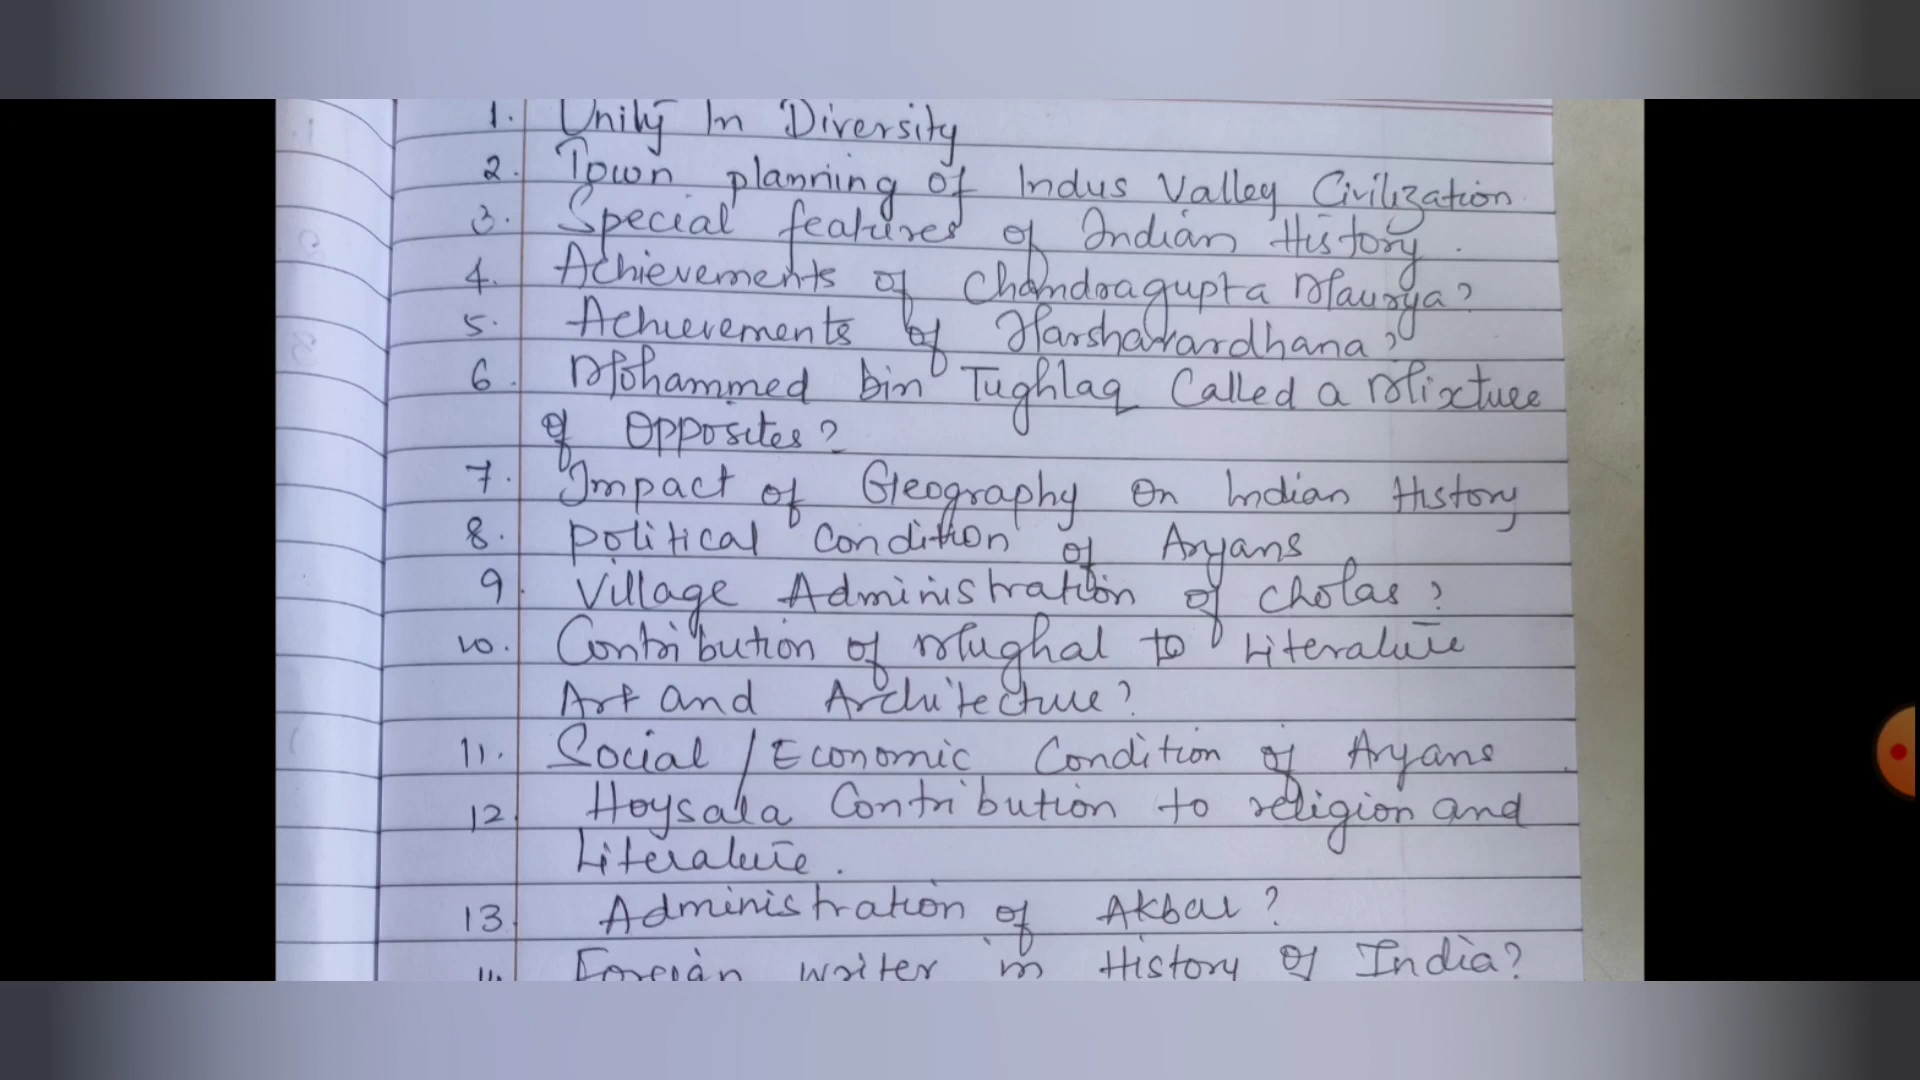 1. Unity In Diversity
2. Town planning of Indus Valley Civilization
3. Special features of Indian History.
4. Achievements of Chandragupta Maurya?
5. Achievements of Harshavardhana?
6. Mohammed bin Tughlaq Called a Mixture
of Opposites?
7. Impact of Geography On Indian History
8. Political Condition of Aryans
9. Village Administration of Cholas?
10. Contribution of Mughal to Literature
Art and Architecture?
11. Social / Economic Condition of Aryans
12 Hoysala Contribution to religion and
Literature.
13 Administration of Akbar?
Foreign writer in History of India?